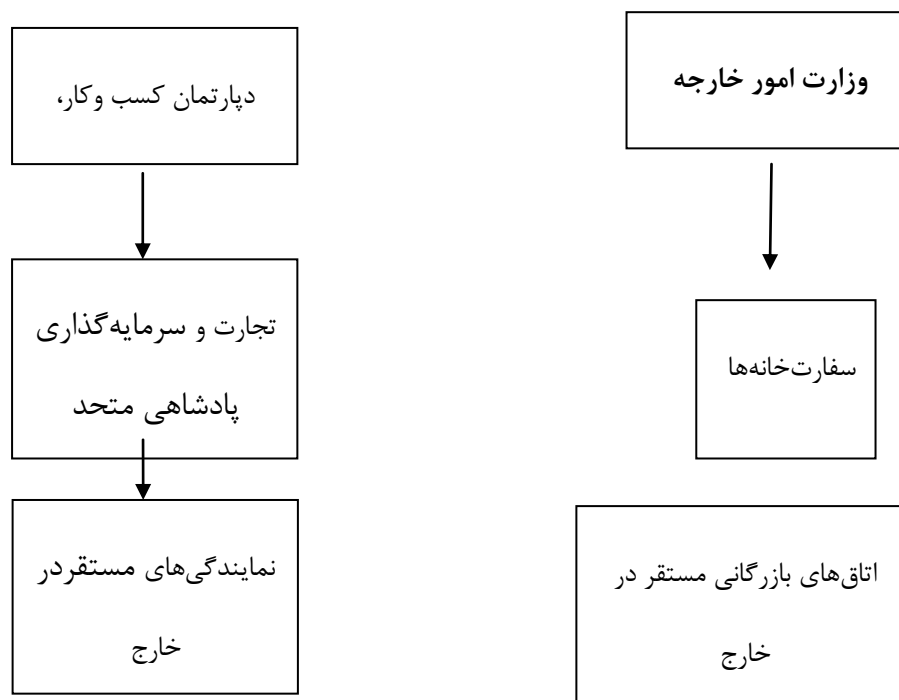 وزارت امور خارجه
دپارتمان کسب وکار،
تجارت و سرمایه‌گذاری
پادشاهی متحد
سفارت‌خانه‌ها
نمایندگی‌های مستقردر
خارج
اتاق‌های بازرگانی مستقر در
خارج